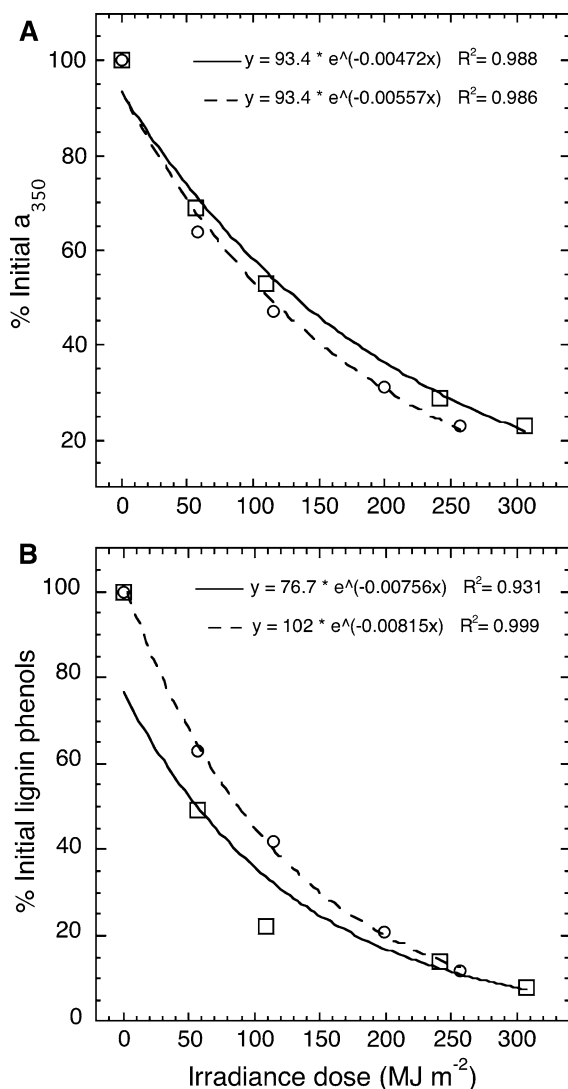 A
y = 93.4 * e^(-0.00472x) R²= 0.988
y = 93.4 * e^(-0.00557x) R²= 0.986
100
80
60
40
20
% Initial a₃₅₀
0 50 100 150 200 250 300
B
y = 76.7 * e^(-0.00756x) R²= 0.931
y = 102 * e^(-0.00815x) R²= 0.999
100
80
60
40
20
0
% Initial lignin phenols
0 50 100 150 200 250 300
Irradiance dose (MJ m⁻²)